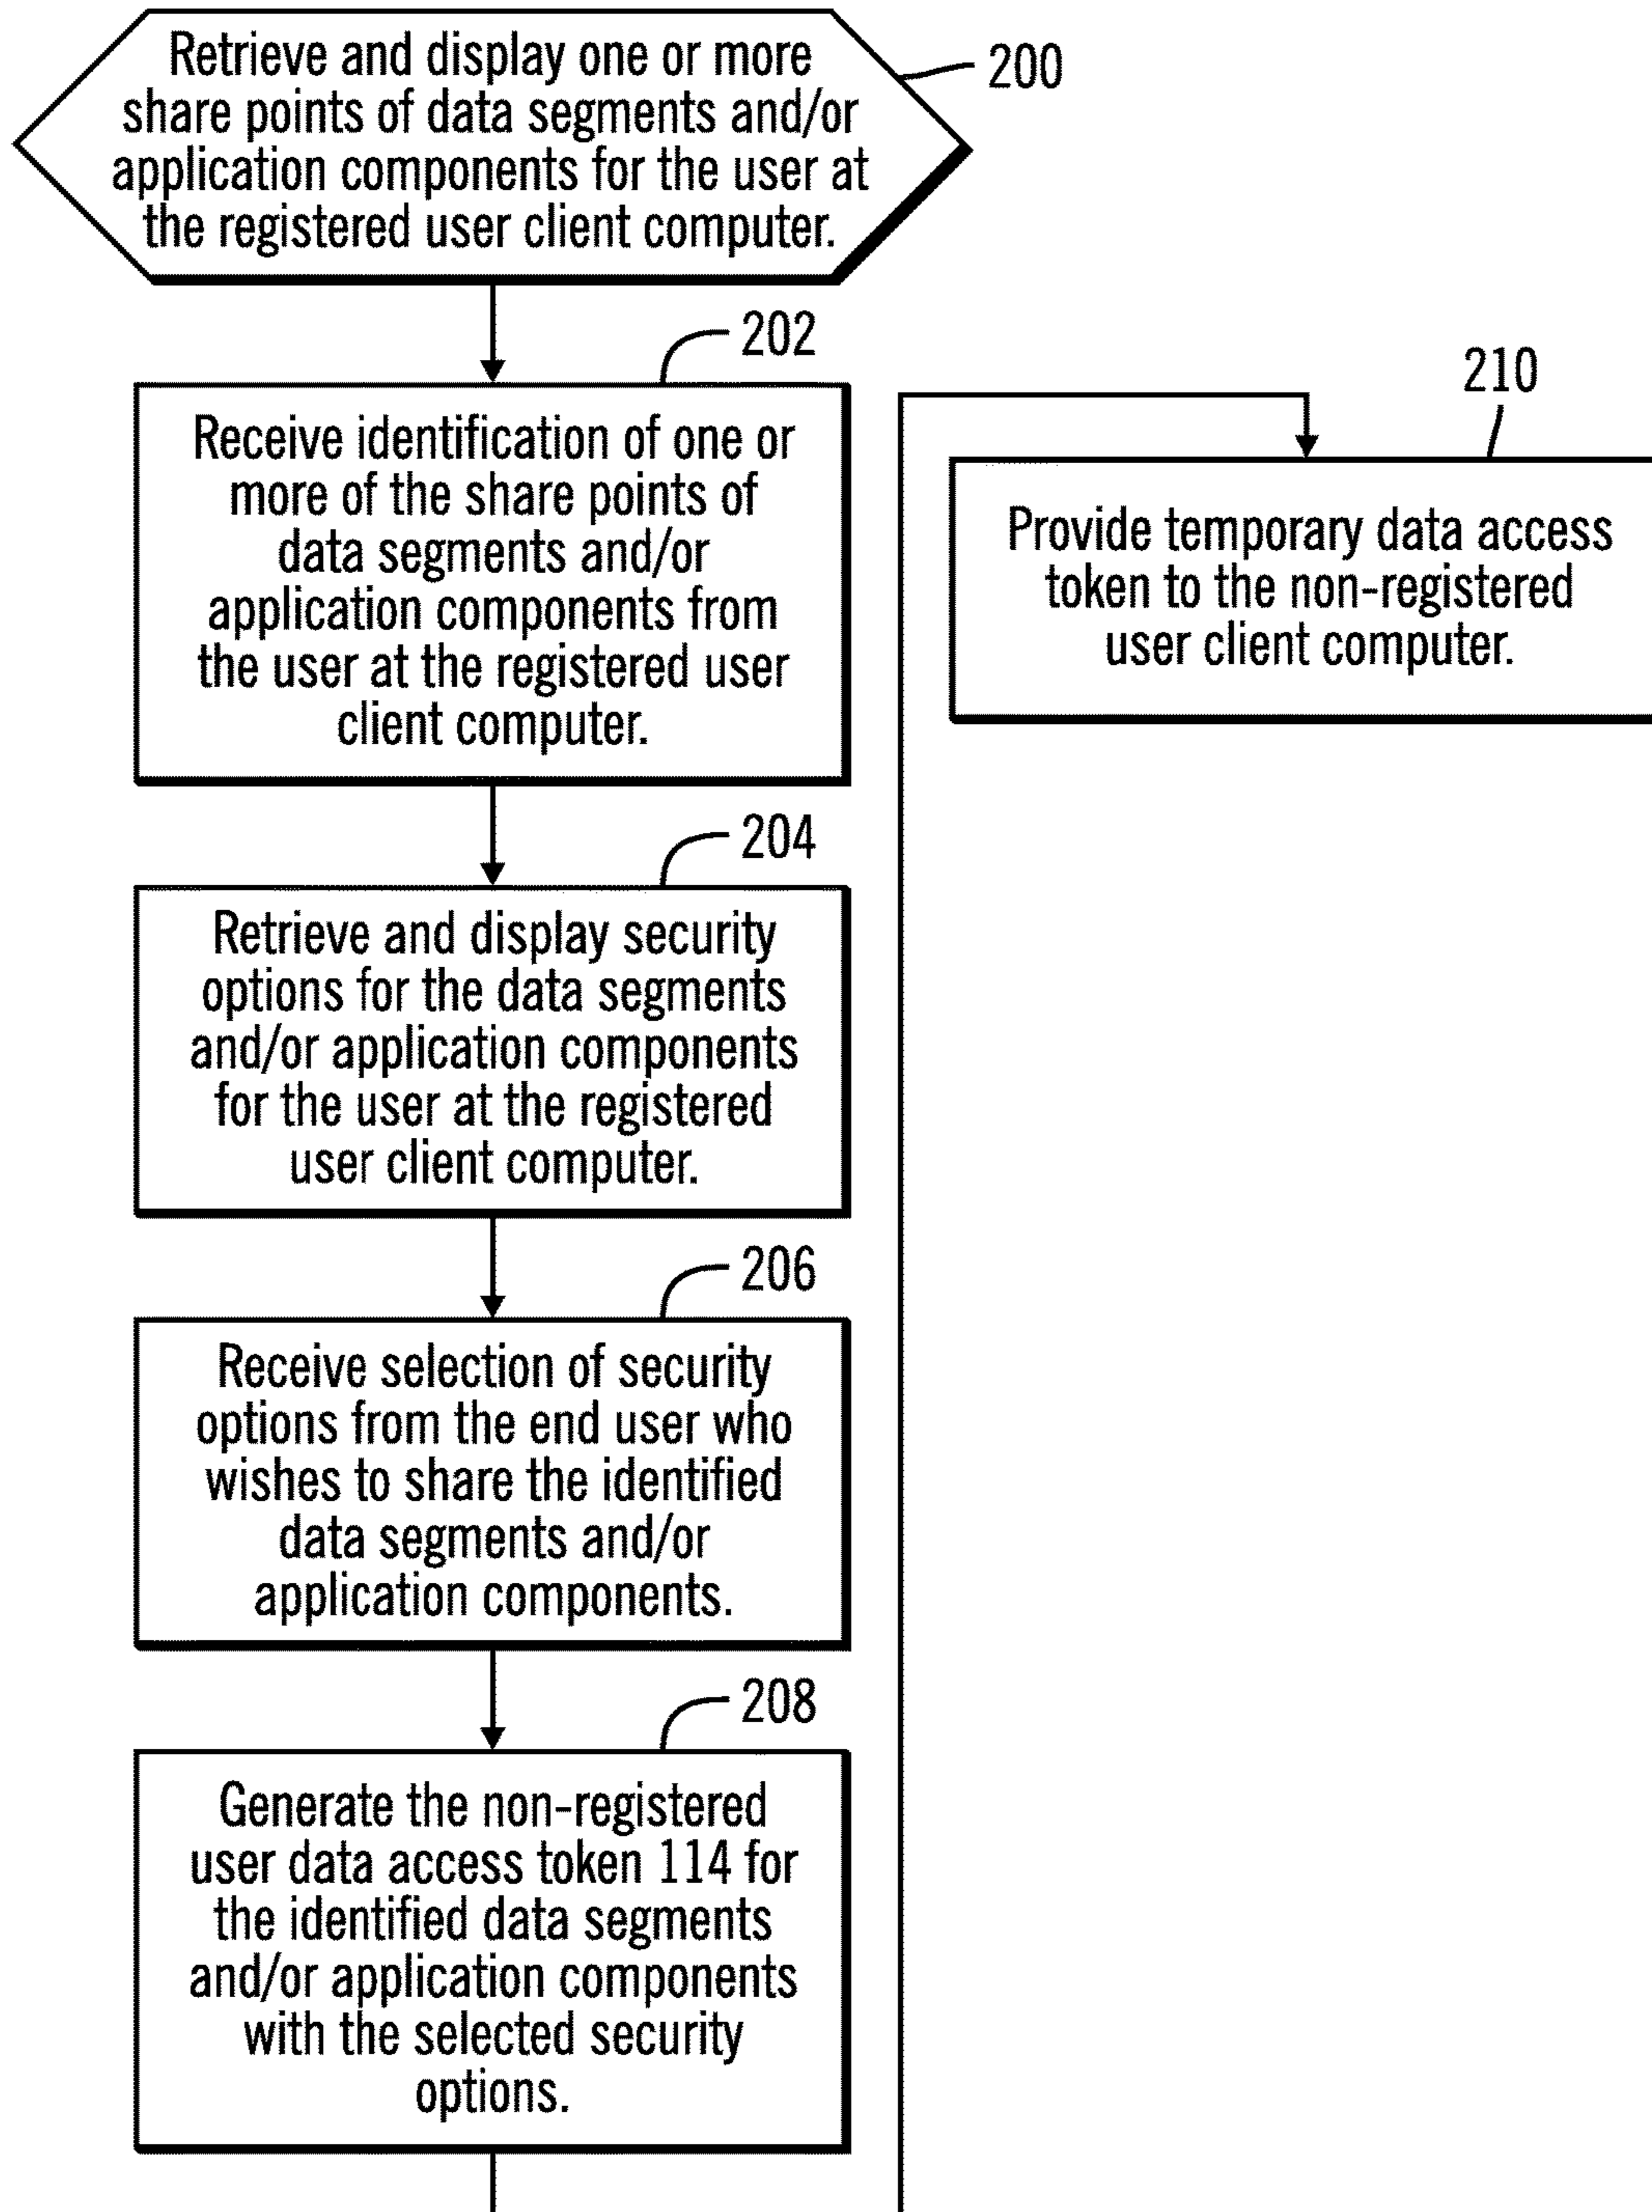 Retrieve and display one or more
share points of data segments and/or
application components for the user at
the registered user client computer.
200
202
Receive identification of one or
more of the share points of
data segments and/or
application components from
the user at the registered user
client computer.
204
Retrieve and display security
options for the data segments
and/or application components
for the user at the registered
user client computer.
206
Receive selection of security
options from the end user who
wishes to share the identified
data segments and/or
application components.
208
Generate the non-registered
user data access token 114 for
the identified data segments
and/or application components
with the selected security
options.
210
Provide temporary data access
token to the non-registered
user client computer.